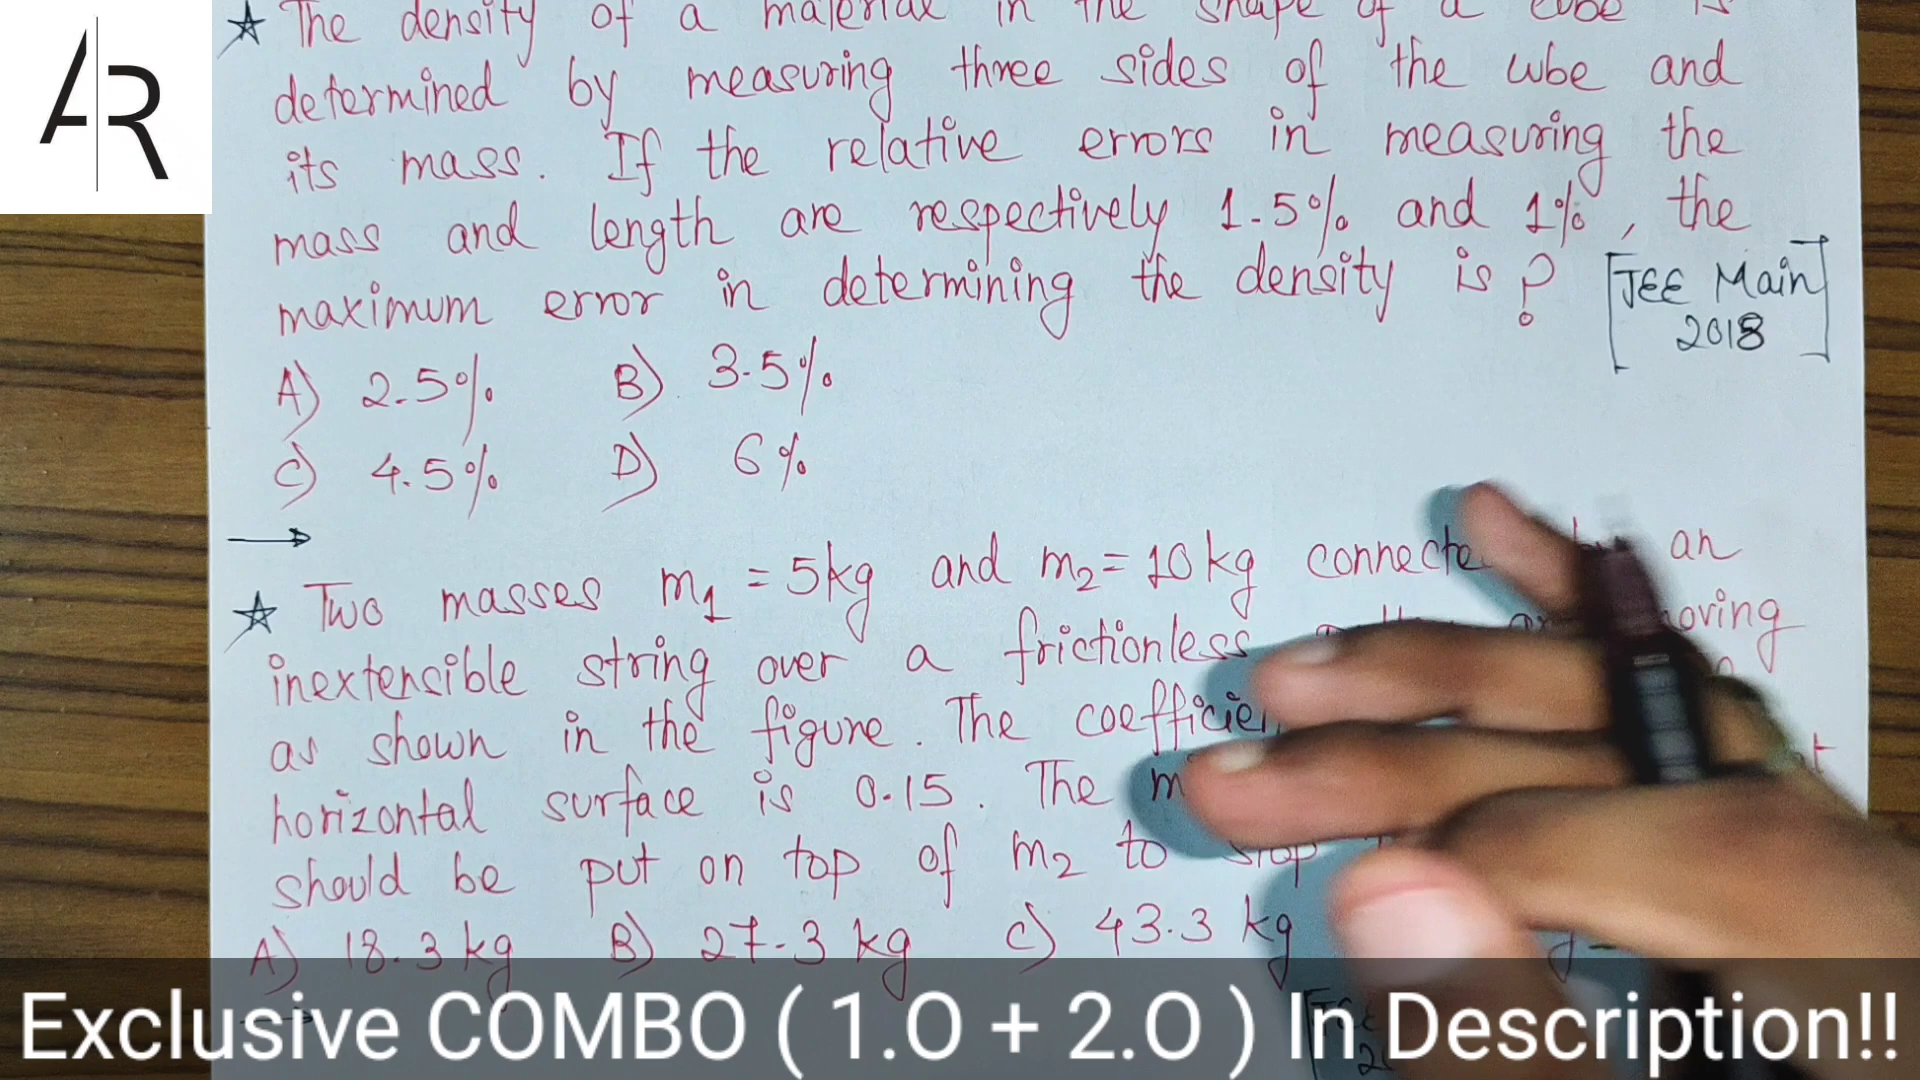 AR
☆ The density of a material in the shape of a cube is
determined by measuring three sides of the cube and
its mass. If the relative errors in measuring the
mass and length are respectively 1.5% and 1%, the
maximum error in determining the density is ? [JEE Main
2018]
A) 2.5% B) 3.5%
C) 4.5% D) 6%
→
☆ Two masses m₁ = 5kg and m₂ = 10kg connected an
inextensible string over a frictionless moving
as shown in the figure. The
horizontal surface is 0.15. The
should be put on top of m₂ to stop
A) 18.3 kg B) 27.3 kg C) 43.3 kg
Exclusive COMBO ( 1.O + 2.O ) In Description!!